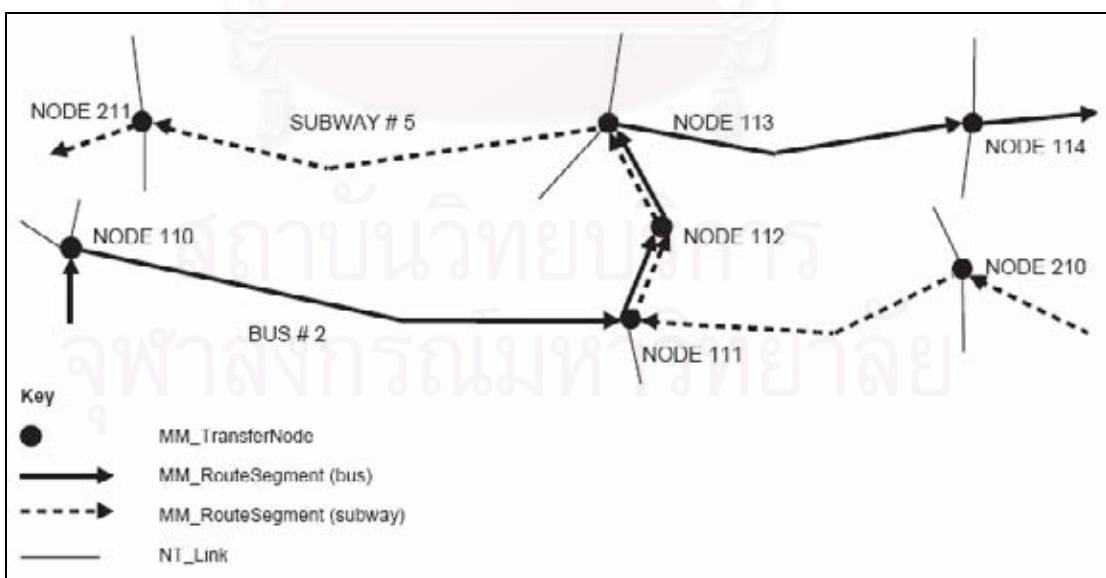 NODE 211
SUBWAY # 5
NODE 113
NODE 114
NODE 110
NODE 112
NODE 210
BUS # 2
NODE 111
สถาบันวิทยบริการ
จุฬาลงกรณ์มหาวิทยาลัย
Key
MM_TransferNode
MM_RouteSegment (bus)
MM_RouteSegment (subway)
NT_Link